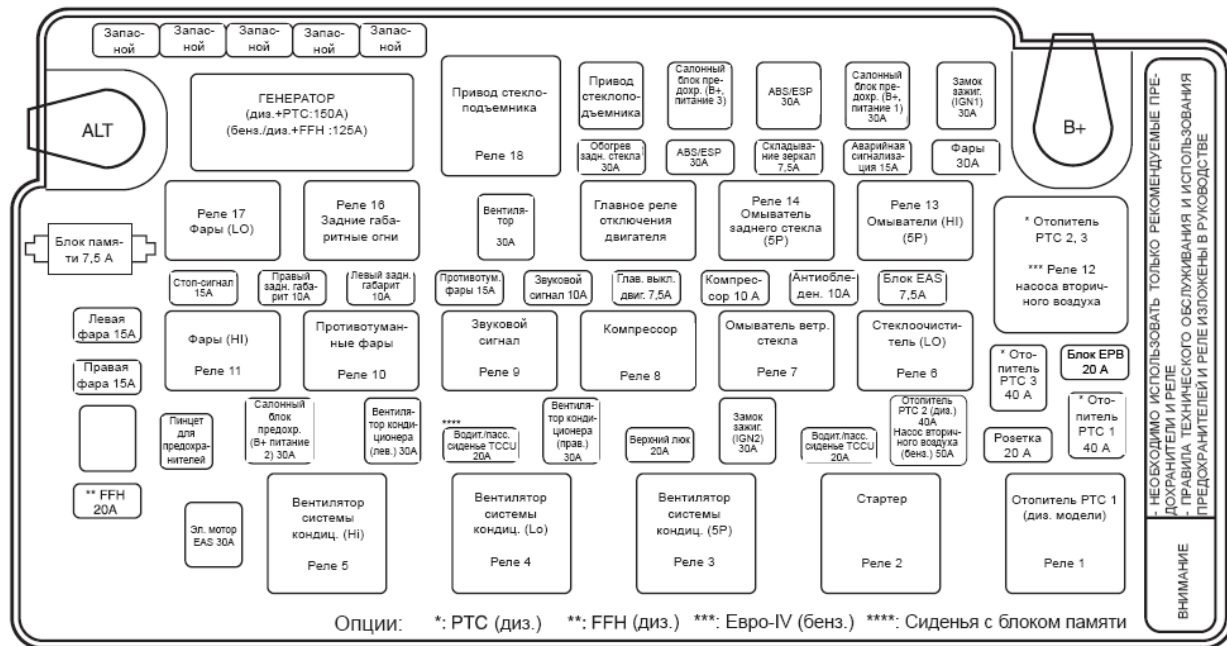 Запас-
ной
Запас-
ной
Запас-
ной
Запас-
ной
Запас-
ной
ALT
ГЕНЕРАТОР
(диз.+PTC:150A)
(бенз./диз.+FFH :125A)
Привод стекло-
подъемника
Реле 18
Привод
стеклопо-
дъемника
Салонный
блок пре-
дохр. (B+,
питание 3)
30A
ABS/ESP
30A
Салонный
блок пре-
дохр. (B+,
питание 1)
30A
Замок
зажиг.
(IGN1)
30A
B+
Обогрев
задн. стекла
30A
ABS/ESP
30A
Складыв-
ание зеркал
7,5A
Аварийная
сигнализа-
ция 15A
Фары
30A
Реле 17
Фары (LO)
Реле 16
Задние габа-
ритные огни
Вентиля-
тор
30A
Главное реле
отключения
двигателя
Реле 14
Омыватель
заднего стекла
(5P)
Реле 13
Омыватели (HI)
(5P)
* Отопитель
PTC 2, 3
*** Реле 12
насоса вторич-
ного воздуха
Блок памя-
ти 7,5 A
Стоп-сигнал
15A
Правый
задн. габа-
рит 10A
Левый задн.
габарит
10A
Противотум.
фары 15A
Звуковой
сигнал 10A
Глав. выкл.
двиг. 7,5A
Компрес-
сор 10 A
Антиобле-
ден. 10A
Блок EAS
7,5A
Левая
фара 15A
Правая
фара 15A
Фары (HI)
Реле 11
Противотуман-
ные фары
Реле 10
Звуковой
сигнал
Реле 9
Компрессор
Реле 8
Омыватель ветр.
стекла
Реле 7
Стеклоочисти-
тель (LO)
Реле 6
* Ото-
питель
PTC 3
40 A
Блок EPB
20 A
* Ото-
питель
PTC 1
40 A
Пинцет
для
предохра-
нителей
Салонный
блок
предохр.
(B+ питание
2) 30A
Вентиля-
тор конди-
ционера
(лев.) 30A
****
Водит./пасс.
сиденье TCCU
20A
Вентиля-
тор конди-
ционера
(прав.)
30A
Верхний люк
20A
Замок
зажиг.
(IGN2)
30A
Водит./пасс.
сиденье TCCU
20A
Отопитель
PTC 2 (диз.)
40A
Насос вторич-
ного воздуха
(бенз.) 50A
Розетка
20 A
** FFH
20A
Эл. мотор
EAS 30A
Вентилятор
системы
кондиц. (Hi)
Реле 5
Вентилятор
системы
кондиц. (Lo)
Реле 4
Вентилятор
системы
кондиц. (5P)
Реле 3
Стартер
Реле 2
Отопитель PTC 1
(диз. модели)
Реле 1
- НЕОБХОДИМО ИСПОЛЬЗОВАТЬ ТОЛЬКО РЕКОМЕНДУЕМЫЕ ПРЕ-
ДОХРАНИТЕЛИ И РЕЛЕ
- ПРАВИЛА ТЕХНИЧЕСКОГО ОБСЛУЖИВАНИЯ И ИСПОЛЬЗОВАНИЯ
ПРЕДОХРАНИТЕЛЕЙ И РЕЛЕ ИЗЛОЖЕНЫ В РУКОВОДСТВЕ
ВНИМАНИЕ
Опции: *: PTC (диз.) **: FFH (диз.) ***: Евро-IV (бенз.) ****: Сиденья с блоком памяти